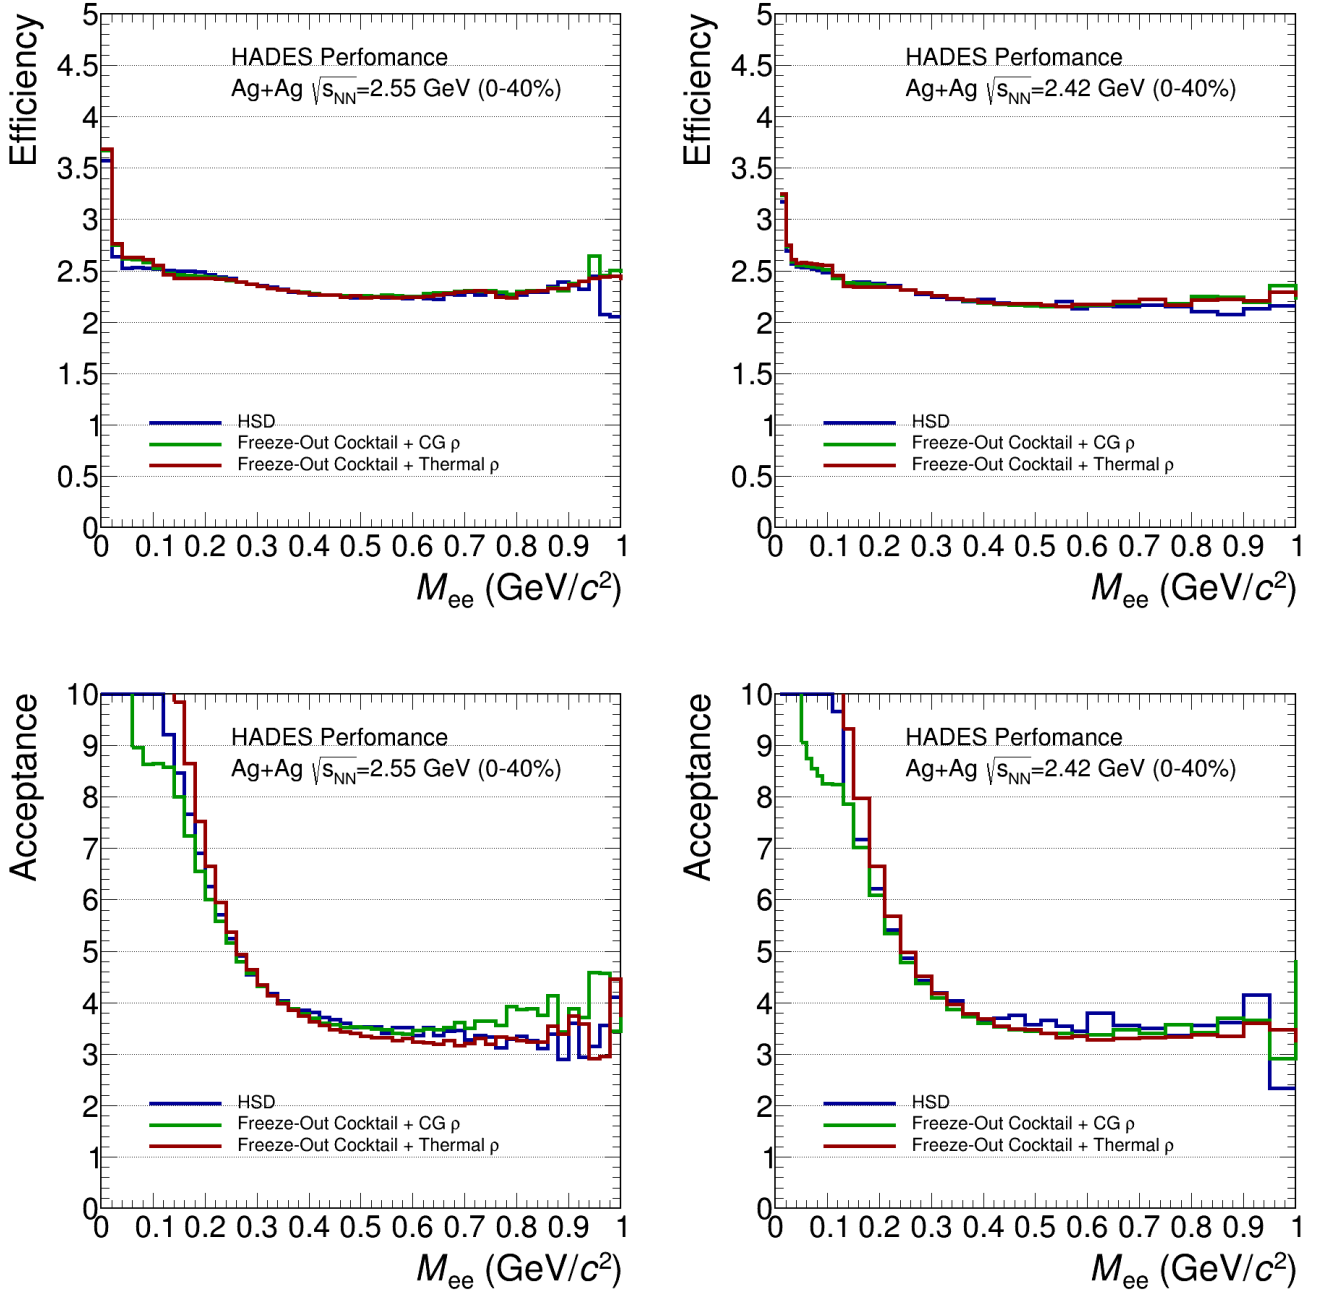 Efficiency
5
4.5
4
3.5
3
2.5
2
1.5
1
0.5
0
HADES Perfomance
Ag+Ag √sNN=2.55 GeV (0-40%)
HSD
Freeze-Out Cocktail + CG ρ
Freeze-Out Cocktail + Thermal ρ
0 0.1 0.2 0.3 0.4 0.5 0.6 0.7 0.8 0.9 1
Mee (GeV/c²)
Efficiency
5
4.5
4
3.5
3
2.5
2
1.5
1
0.5
0
HADES Perfomance
Ag+Ag √sNN=2.42 GeV (0-40%)
HSD
Freeze-Out Cocktail + CG ρ
Freeze-Out Cocktail + Thermal ρ
0 0.1 0.2 0.3 0.4 0.5 0.6 0.7 0.8 0.9 1
Mee (GeV/c²)
Acceptance
10
9
8
7
6
5
4
3
2
1
0
HADES Perfomance
Ag+Ag √sNN=2.55 GeV (0-40%)
HSD
Freeze-Out Cocktail + CG ρ
Freeze-Out Cocktail + Thermal ρ
0 0.1 0.2 0.3 0.4 0.5 0.6 0.7 0.8 0.9 1
Mee (GeV/c²)
Acceptance
10
9
8
7
6
5
4
3
2
1
0
HADES Perfomance
Ag+Ag √sNN=2.42 GeV (0-40%)
HSD
Freeze-Out Cocktail + CG ρ
Freeze-Out Cocktail + Thermal ρ
0 0.1 0.2 0.3 0.4 0.5 0.6 0.7 0.8 0.9 1
Mee (GeV/c²)